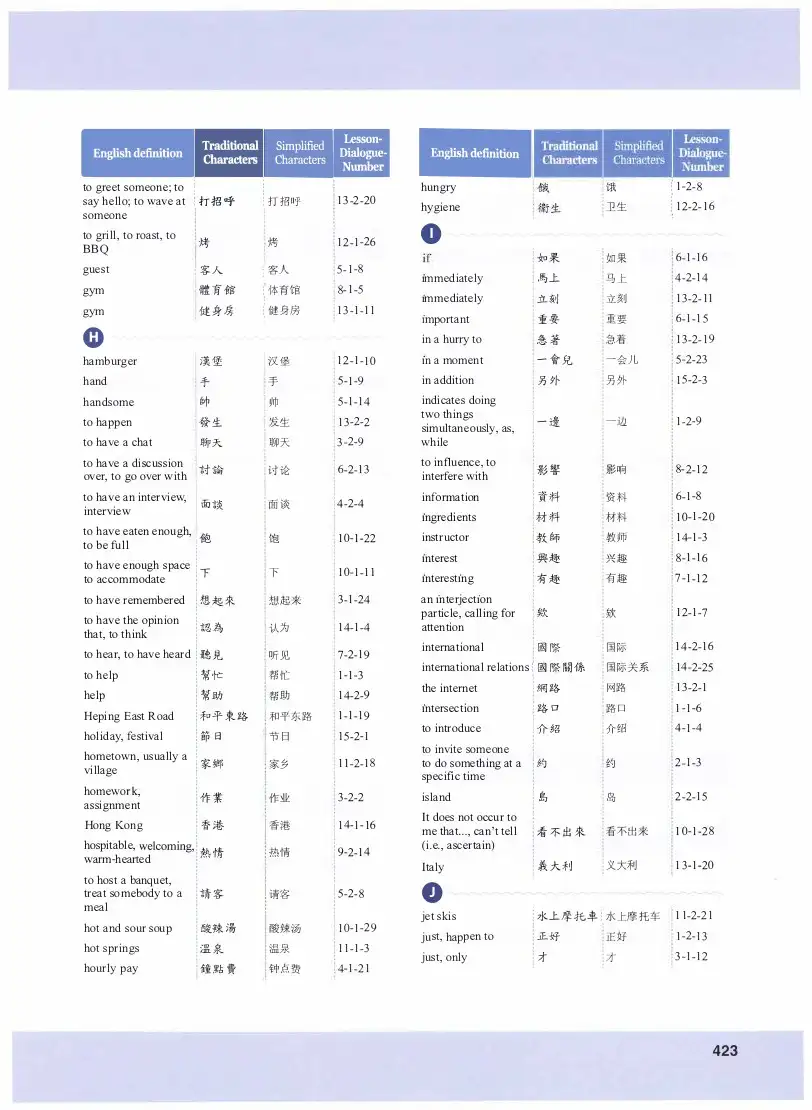 English definition Traditional Characters Simplified Characters Lesson-Dialogue-Number
to greet someone; to
say hello; to wave at 打招呼 打招呼 13-2-20
someone
to grill, to roast, to
BBQ 烤 烤 12-1-26
guest 客人 客人 5-1-8
gym 體育館 体育馆 8-1-5
gym 健身房 健身房 13-1-11
H
hamburger 漢堡 汉堡 12-1-10
hand 手 手 5-1-9
handsome 帥 帅 5-1-14
to happen 發生 发生 13-2-2
to have a chat 聊天 聊天 3-2-9
to have a discussion
over, to go over with 討論 讨论 6-2-13
to have an interview,
interview 面談 面谈 4-2-4
to have eaten enough,
to be full 飽 饱 10-1-22
to have enough space
to accommodate 下 下 10-1-11
to have remembered 想起來 想起来 3-1-24
to have the opinion
that, to think 認為 认为 14-1-4
to hear, to have heard 聽見 听见 7-2-19
to help 幫忙 帮忙 1-1-3
help 幫助 帮助 14-2-9
Heping East Road 和平東路 和平东路 1-1-19
holiday, festival 節日 节日 15-2-1
hometown, usually a
village 家鄉 家乡 11-2-18
homework,
assignment 作業 作业 3-2-2
Hong Kong 香港 香港 14-1-16
hospitable, welcoming,
warm-hearted 熱情 热情 9-2-14
to host a banquet,
treat somebody to a 請客 请客 5-2-8
meal
hot and sour soup 酸辣湯 酸辣汤 10-1-29
hot springs 溫泉 温泉 11-1-3
hourly pay 鐘點費 钟点费 4-1-21
English definition Traditional Characters Simplified Characters Lesson-Dialogue-Number
hungry 餓 饿 1-2-8
hygiene 衛生 卫生 12-2-16
I
if 如果 如果 6-1-16
immediately 馬上 马上 4-2-14
immediately 立刻 立刻 13-2-11
important 重要 重要 6-1-15
in a hurry to 急著 急着 13-2-19
in a moment 一會兒 一会儿 5-2-23
in addition 另外 另外 15-2-3
indicates doing
two things
simultaneously, as, 一邊 一边 1-2-9
while
to influence, to
interfere with 影響 影响 8-2-12
information 資料 资料 6-1-8
ingredients 材料 材料 10-1-20
instructor 教師 教师 14-1-3
interest 興趣 兴趣 8-1-16
interesting 有趣 有趣 7-1-12
an interjection
particle, calling for 12-1-7
attention
international 國際 国际 14-2-16
international relations 國際關係 国际关系 14-2-25
the internet 網路 网路 13-2-1
intersection 路口 路口 1-1-6
to introduce 介紹 介绍 4-1-4
to invite someone
to do something at a 約 约 2-1-3
specific time
island 島 岛 2-2-15
It does not occur to
me that..., can't tell 看不出來 看不出来 10-1-28
(i.e., ascertain)
Italy 義大利 义大利 13-1-20
J
jet skis 水上摩托車 水上摩托车 11-2-21
just, happen to 正好 正好 1-2-13
just, only 才 才 3-1-12
423